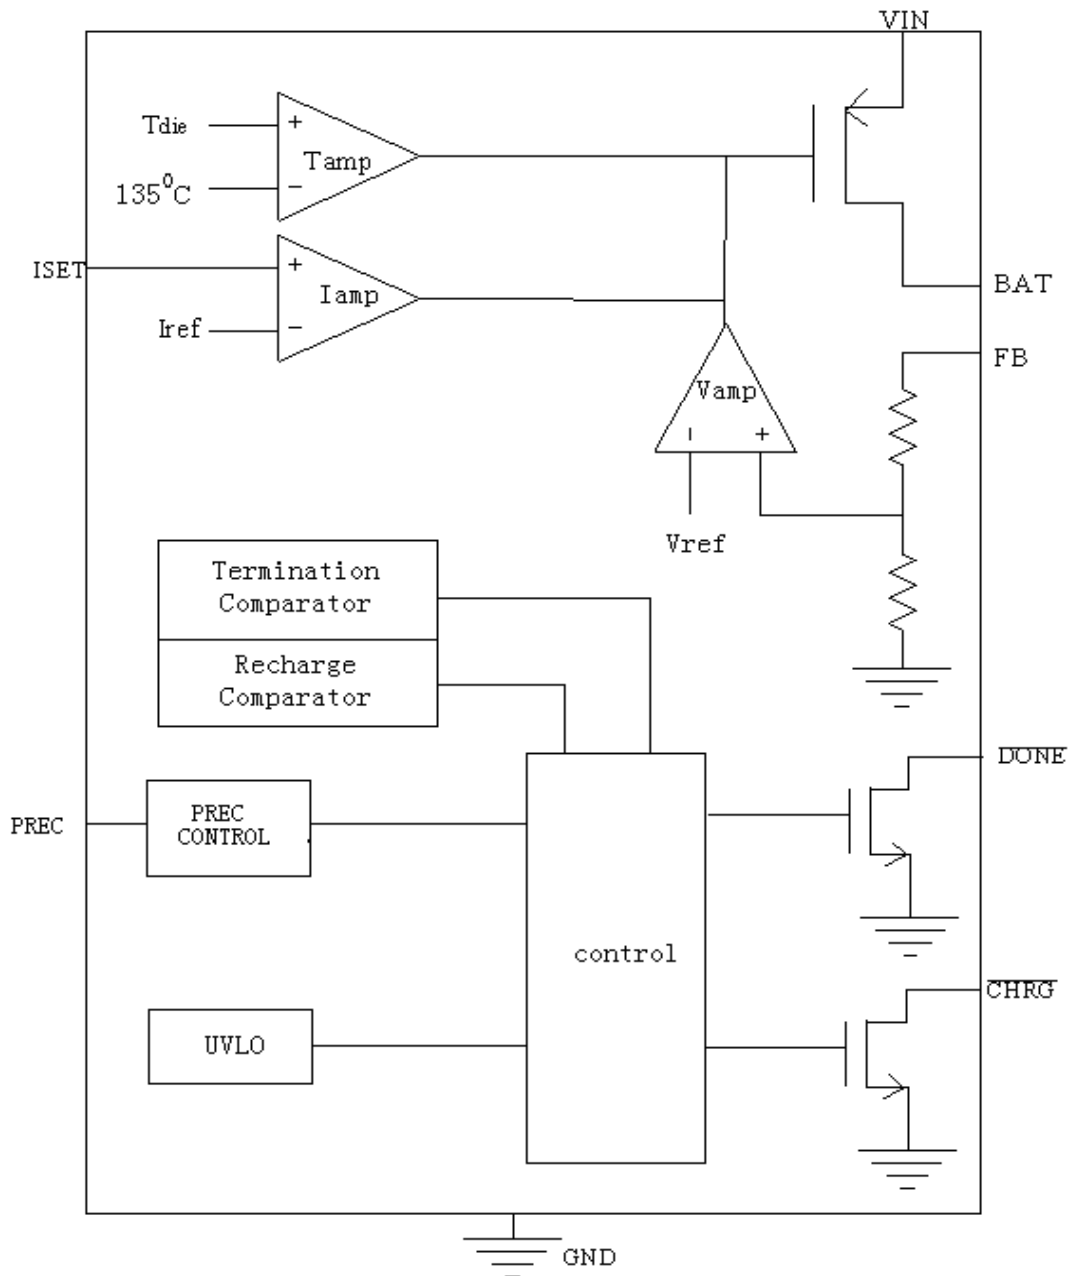 VIN
Tdie
+
Tamp
135⁰C
−
ISET
+
Iamp
Iref
−
BAT
FB
Vamp
− +
Vref
Termination
Comparator
Recharge
Comparator
DONE
PREC
PREC
CONTROL
control
CHRG
UVLO
GND